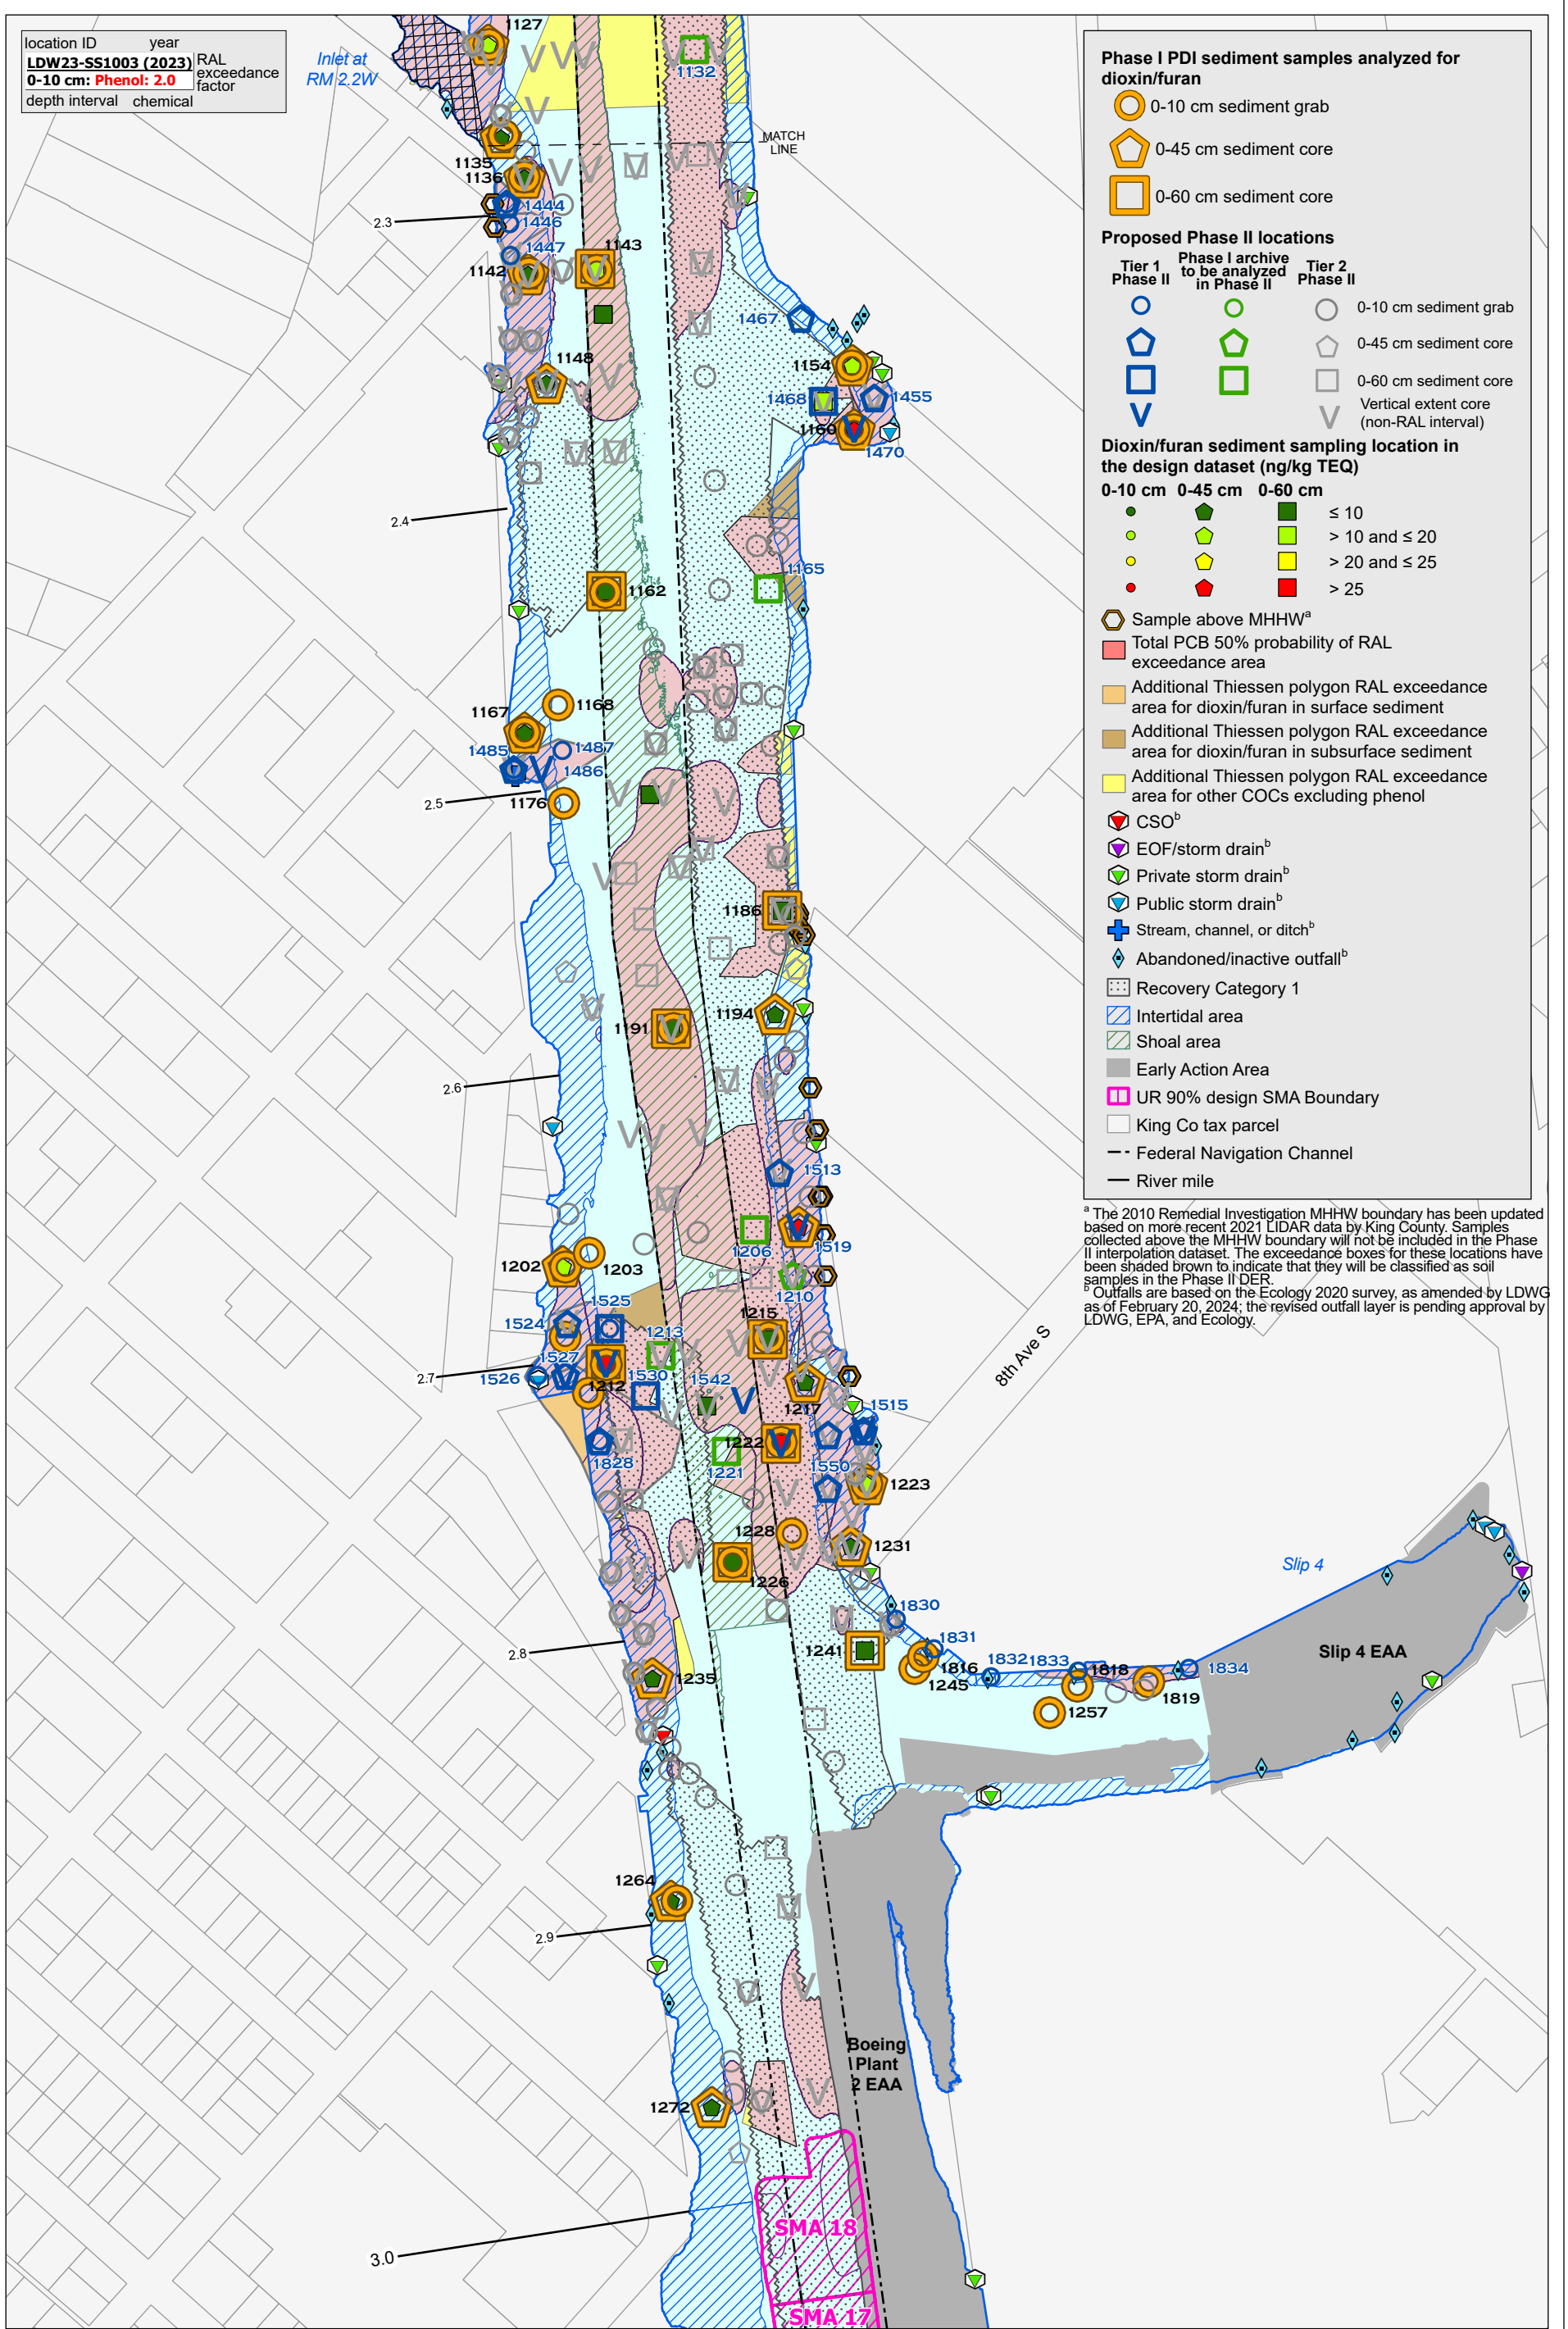 location ID year
LDW23-SS1003 (2023) RAL
0-10 cm: Phenol: 2.0 exceedance
factor
depth interval chemical
Inlet at
RM 2.2W
1127
1132
MATCH
LINE
1135
1136
1444
2.3
1446
1447
1143
1142
1467
1148
1154
1468
1455
1160
1470
2.4
1165
1162
1168
1167
1485
1487
1486
2.5
1176
1186
1194
1191
2.6
1513
1206
1519
1202
1203
1210
1525
1524
1215
1213
1527
2.7
1526
1212
1530
1542
1217
1515
8th Ave S
1222
1828
1221
1550
1223
1228
1231
1226
Slip 4
1830
2.8
1831
1241
1816
1245
1832
1833
1818
1834
Slip 4 EAA
1235
1257
1819
1264
2.9
Boeing
Plant
2 EAA
1272
3.0
SMA 18
SMA 17
Phase I PDI sediment samples analyzed for
dioxin/furan
0-10 cm sediment grab
0-45 cm sediment core
0-60 cm sediment core
Proposed Phase II locations
Tier 1
Phase II
Phase I archive
to be analyzed
in Phase II
Tier 2
Phase II
0-10 cm sediment grab
0-45 cm sediment core
0-60 cm sediment core
Vertical extent core
(non-RAL interval)
Dioxin/furan sediment sampling location in
the design dataset (ng/kg TEQ)
0-10 cm 0-45 cm 0-60 cm
≤ 10
> 10 and ≤ 20
> 20 and ≤ 25
> 25
Sample above MHHWa
Total PCB 50% probability of RAL
exceedance area
Additional Thiessen polygon RAL exceedance
area for dioxin/furan in surface sediment
Additional Thiessen polygon RAL exceedance
area for dioxin/furan in subsurface sediment
Additional Thiessen polygon RAL exceedance
area for other COCs excluding phenol
CSOb
EOF/storm drainb
Private storm drainb
Public storm drainb
Stream, channel, or ditchb
Abandoned/inactive outfallb
Recovery Category 1
Intertidal area
Shoal area
Early Action Area
UR 90% design SMA Boundary
King Co tax parcel
Federal Navigation Channel
River mile
a The 2010 Remedial Investigation MHHW boundary has been updated
based on more recent 2021 LIDAR data by King County. Samples
collected above the MHHW boundary will not be included in the Phase
II interpolation dataset. The exceedance boxes for these locations have
been shaded brown to indicate that they will be classified as soil
samples in the Phase II DER.
b Outfalls are based on the Ecology 2020 survey, as amended by LDWG
as of February 20, 2024; the revised outfall layer is pending approval by
LDWG, EPA, and Ecology.